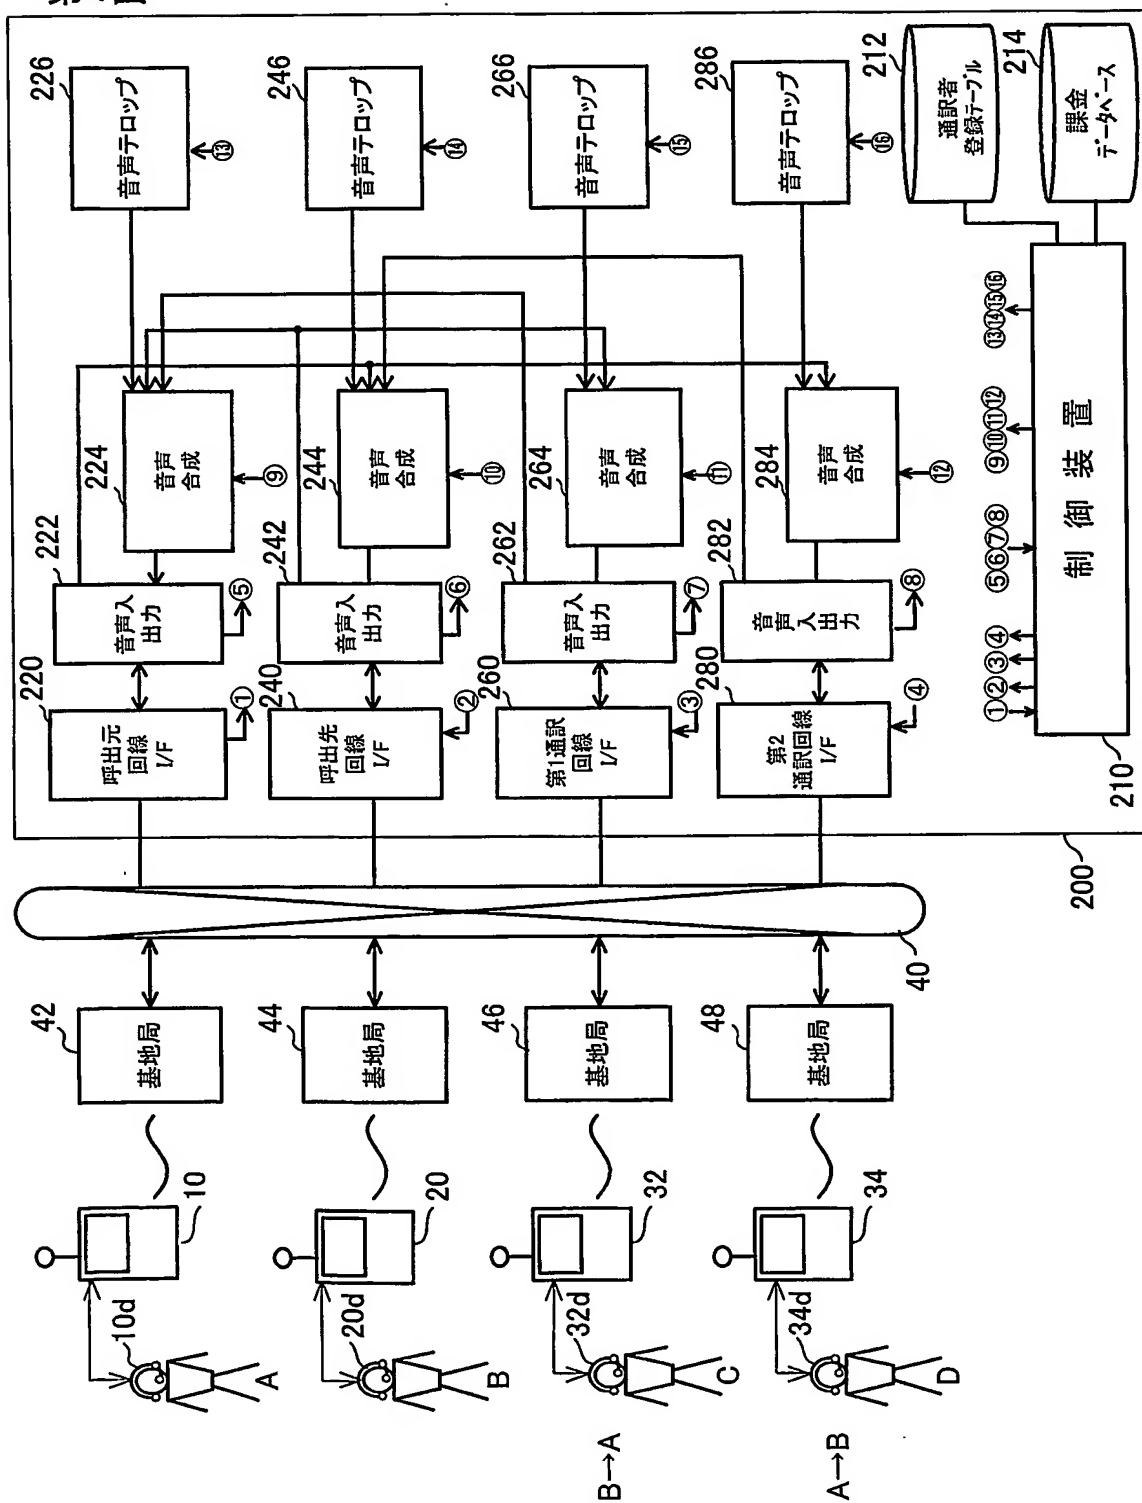 226
音声テロップ
⑬
246
音声テロップ
⑭
266
音声テロップ
⑮
286
音声テロップ
⑯
212
通訳者
登録テーブル
214
課金
データベース
224
音声
合成
⑨
244
音声
合成
⑩
264
音声
合成
⑪
284
音声
合成
⑫
222
音声入
出力
⑤
242
音声入
出力
⑥
262
音声入
出力
⑦
282
音声
入出力
⑧
220
呼出元
回線
I/F
①
240
呼出先
回線
I/F
②
260
第1通訳
回線
I/F
③
280
第2
通訳回線
I/F
④
①②③④
⑤⑥⑦⑧
⑨⑩⑪⑫
⑬⑭⑮⑯
制御装置
210
200
40
42
基地局
44
基地局
46
基地局
48
基地局
10
20
32
34
10d
A
20d
B
32d
C
34d
D
B→A
A→B